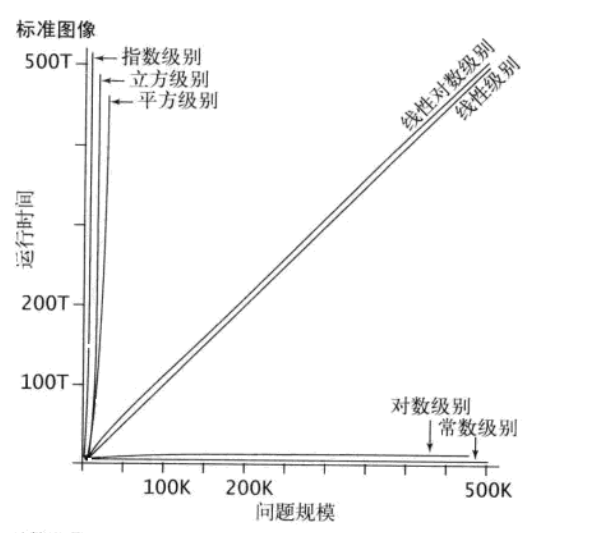 标准图像
500T
指数级别
立方级别
平方级别
线性对数级别
线性级别
运行时间
200T
100T
对数级别
常数级别
100K 200K 500K
问题规模